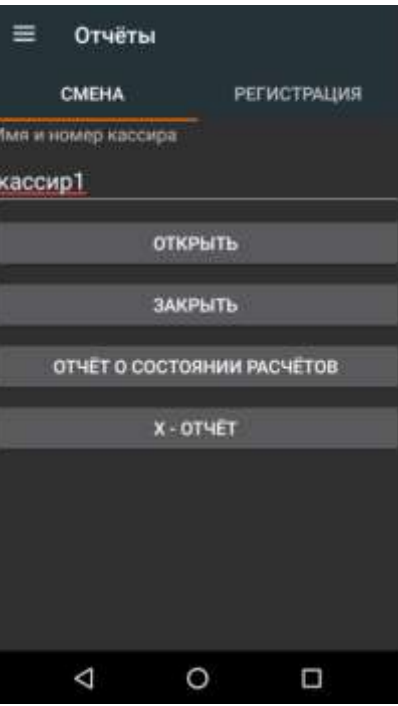 Отчёты
СМЕНА
РЕГИСТРАЦИЯ
Имя и номер кассира
кассир1
ОТКРЫТЬ
ЗАКРЫТЬ
ОТЧЁТ О СОСТОЯНИИ РАСЧЁТОВ
X - ОТЧЁТ